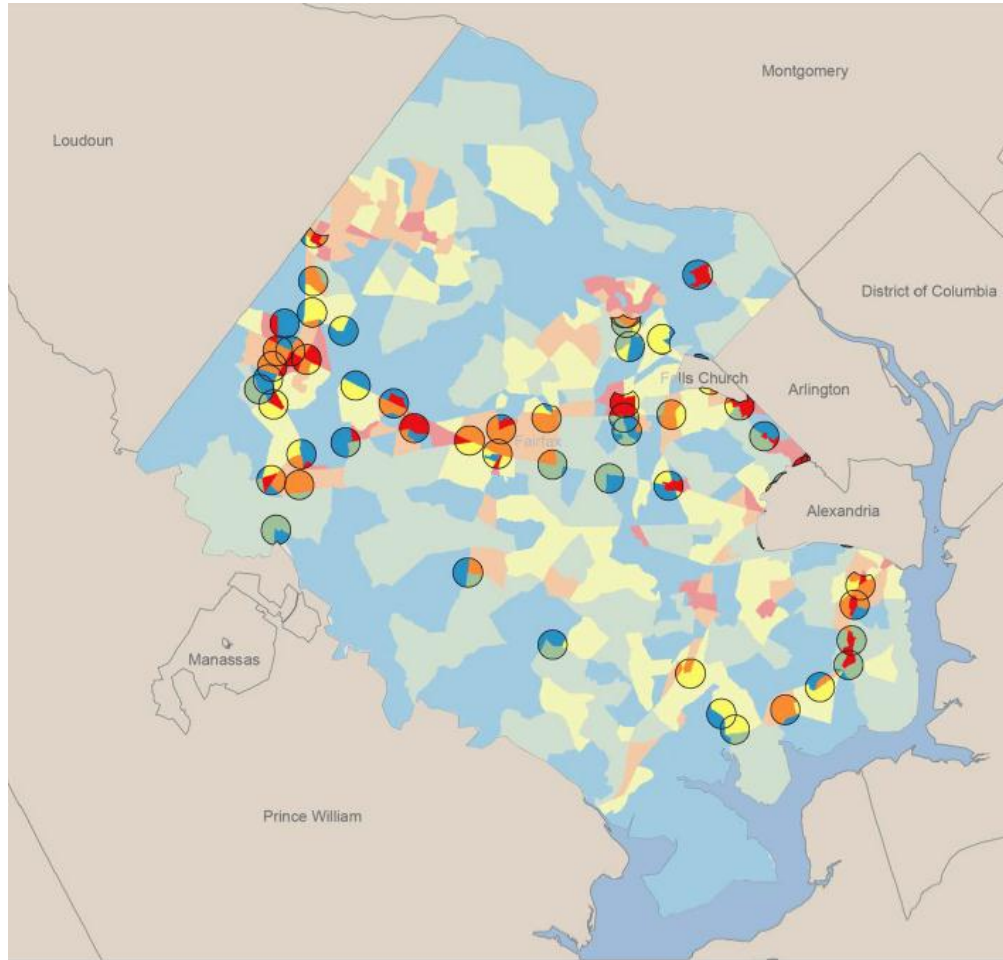 Montgomery
Loudoun
District of Columbia
Falls Church
Arlington
Fairfax
Alexandria
Manassas
Prince William